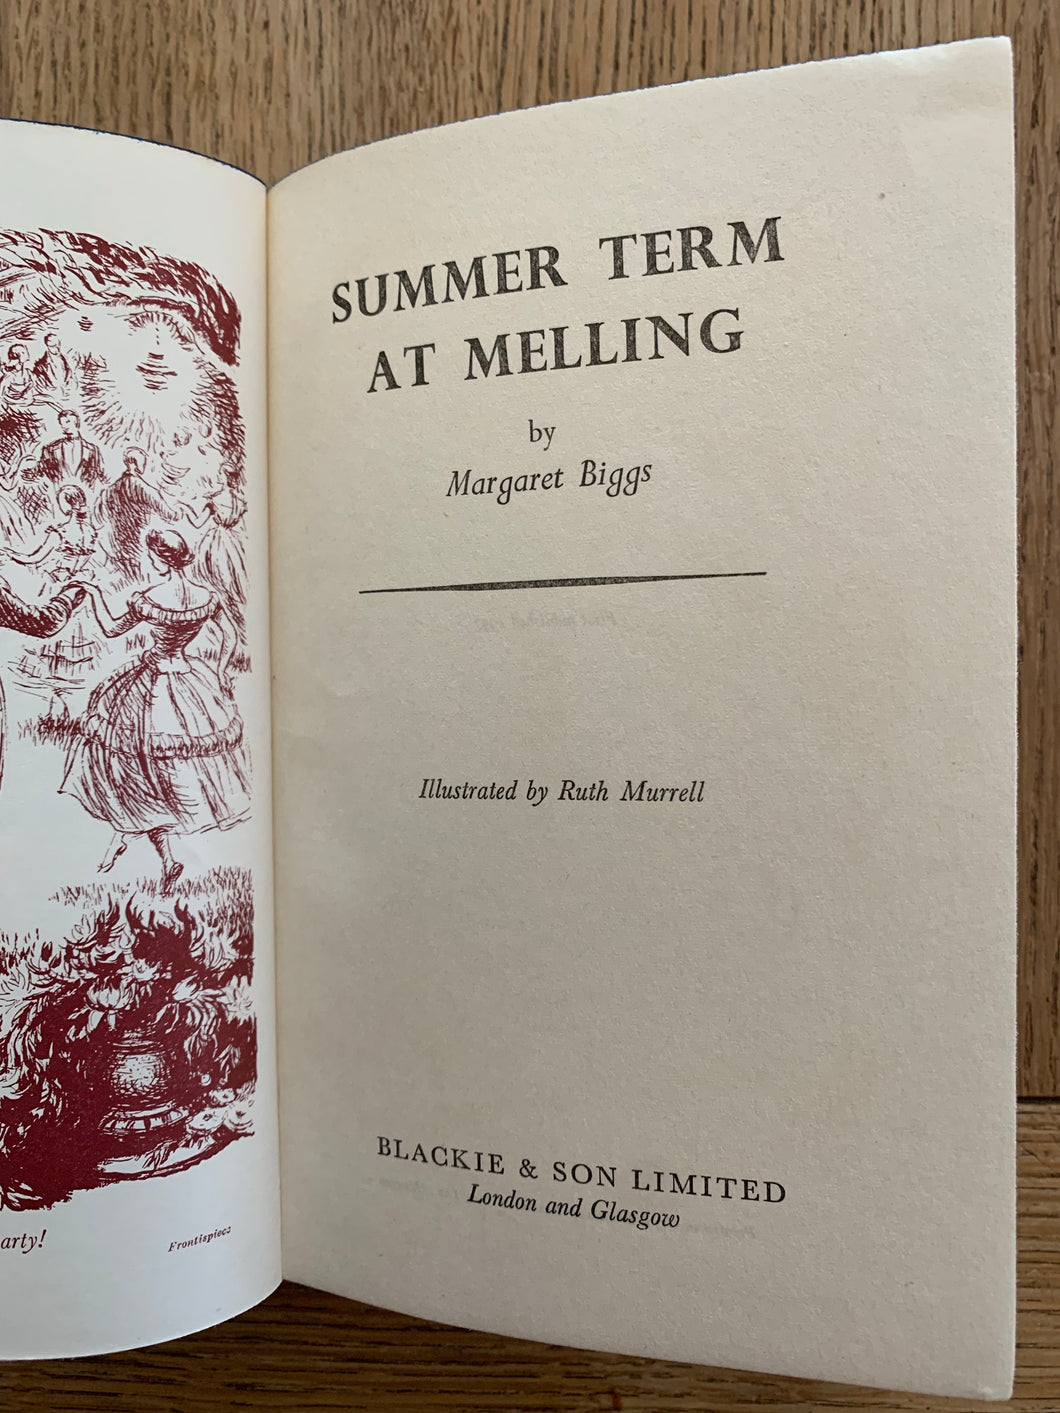 arty!
Frontispiece
SUMMER TERM
AT MELLING
by
Margaret Biggs
Illustrated by Ruth Murrell
BLACKIE & SON LIMITED
London and Glasgow